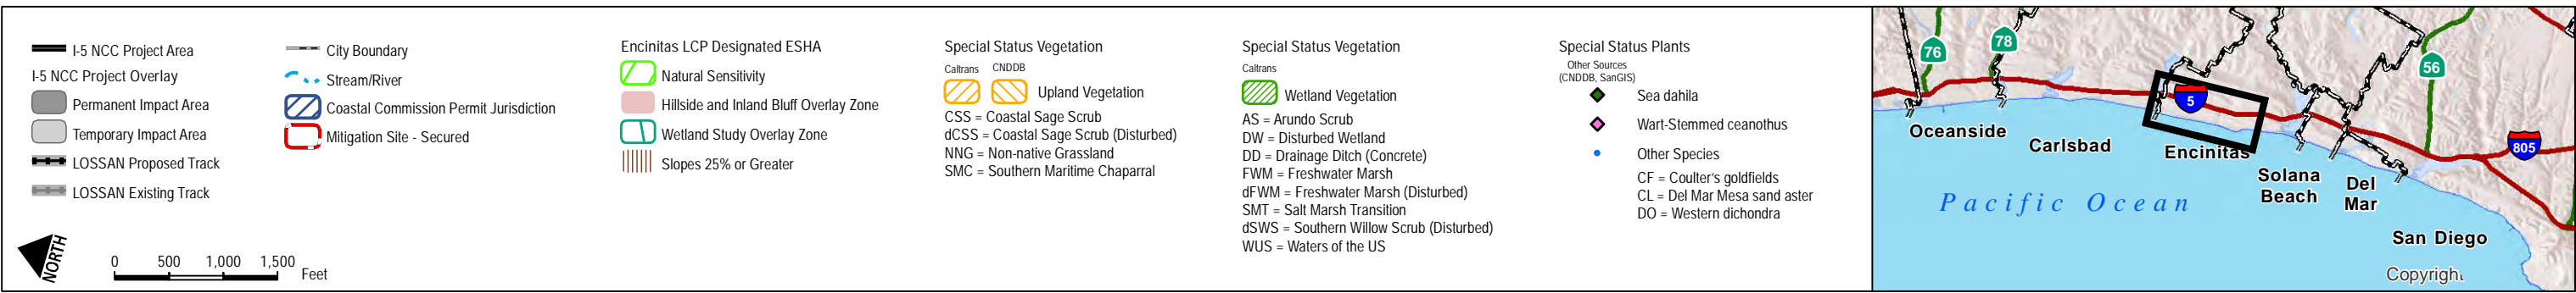 I-5 NCC Project Area
I-5 NCC Project Overlay
Permanent Impact Area
Temporary Impact Area
LOSSAN Proposed Track
LOSSAN Existing Track
NORTH
0 500 1,000 1,500
Feet
City Boundary
Stream/River
Coastal Commission Permit Jurisdiction
Mitigation Site - Secured
Encinitas LCP Designated ESHA
Natural Sensitivity
Hillside and Inland Bluff Overlay Zone
Wetland Study Overlay Zone
Slopes 25% or Greater
Special Status Vegetation
Caltrans CNDDB
Upland Vegetation
CSS = Coastal Sage Scrub
dCSS = Coastal Sage Scrub (Disturbed)
NNG = Non-native Grassland
SMC = Southern Maritime Chaparral
Special Status Vegetation
Caltrans
Wetland Vegetation
AS = Arundo Scrub
DW = Disturbed Wetland
DD = Drainage Ditch (Concrete)
FWM = Freshwater Marsh
dFWM = Freshwater Marsh (Disturbed)
SMT = Salt Marsh Transition
dSWS = Southern Willow Scrub (Disturbed)
WUS = Waters of the US
Special Status Plants
Other Sources
(CNDDB, SanGIS)
Sea dahila
Wart-Stemmed ceanothus
Other Species
CF = Coulter's goldfields
CL = Del Mar Mesa sand aster
DO = Western dichondra
76
78
56
5
805
Oceanside
Carlsbad
Encinitas
Solana
Beach
Del
Mar
Pacific Ocean
San Diego
Copyright